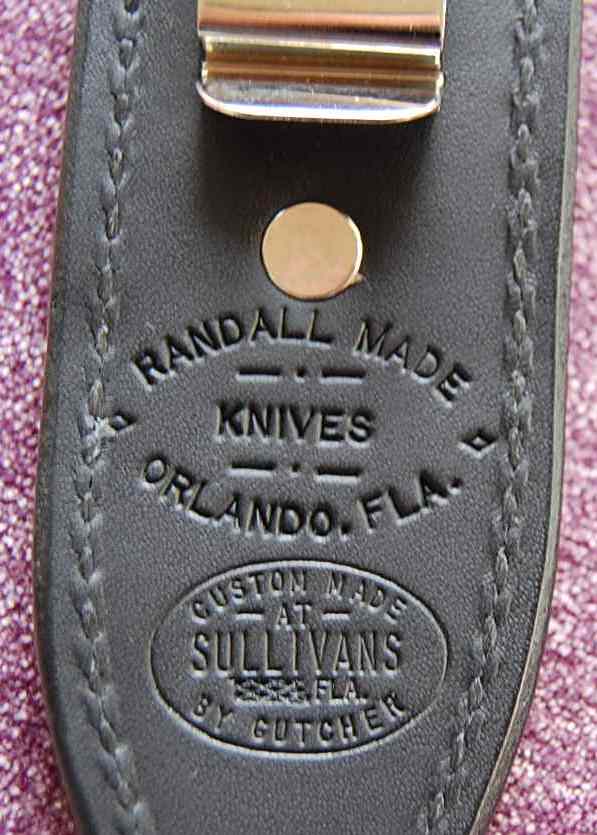 RANDALL MADE
KNIVES
ORLANDO. FLA.
CUSTOM MADE
AT
SULLIVANS
FLA.
BY GUTCHER